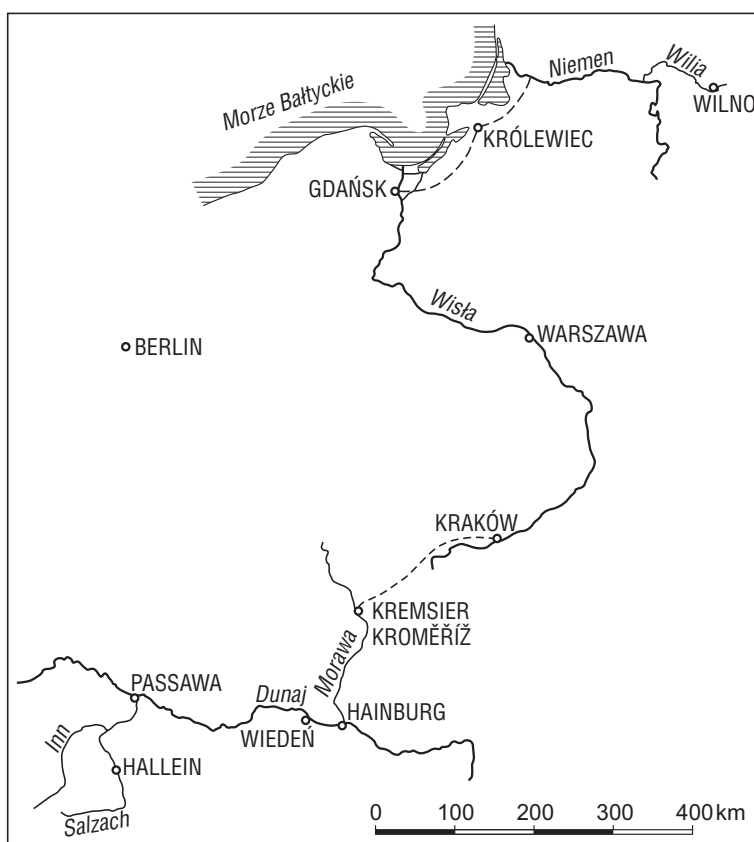 Niemen
Wilia
WILNO
Morze Bałtyckie
KRÓLEWIEC
GDAŃSK
Wisła
WARSZAWA
BERLIN
KRAKÓW
KREMSIER
KROMĚŘÍŽ
Morawa
PASSAWA
Dunaj
HAINBURG
WIEDEŃ
Inn
HALLEIN
Salzach
0 100 200 300 400 km